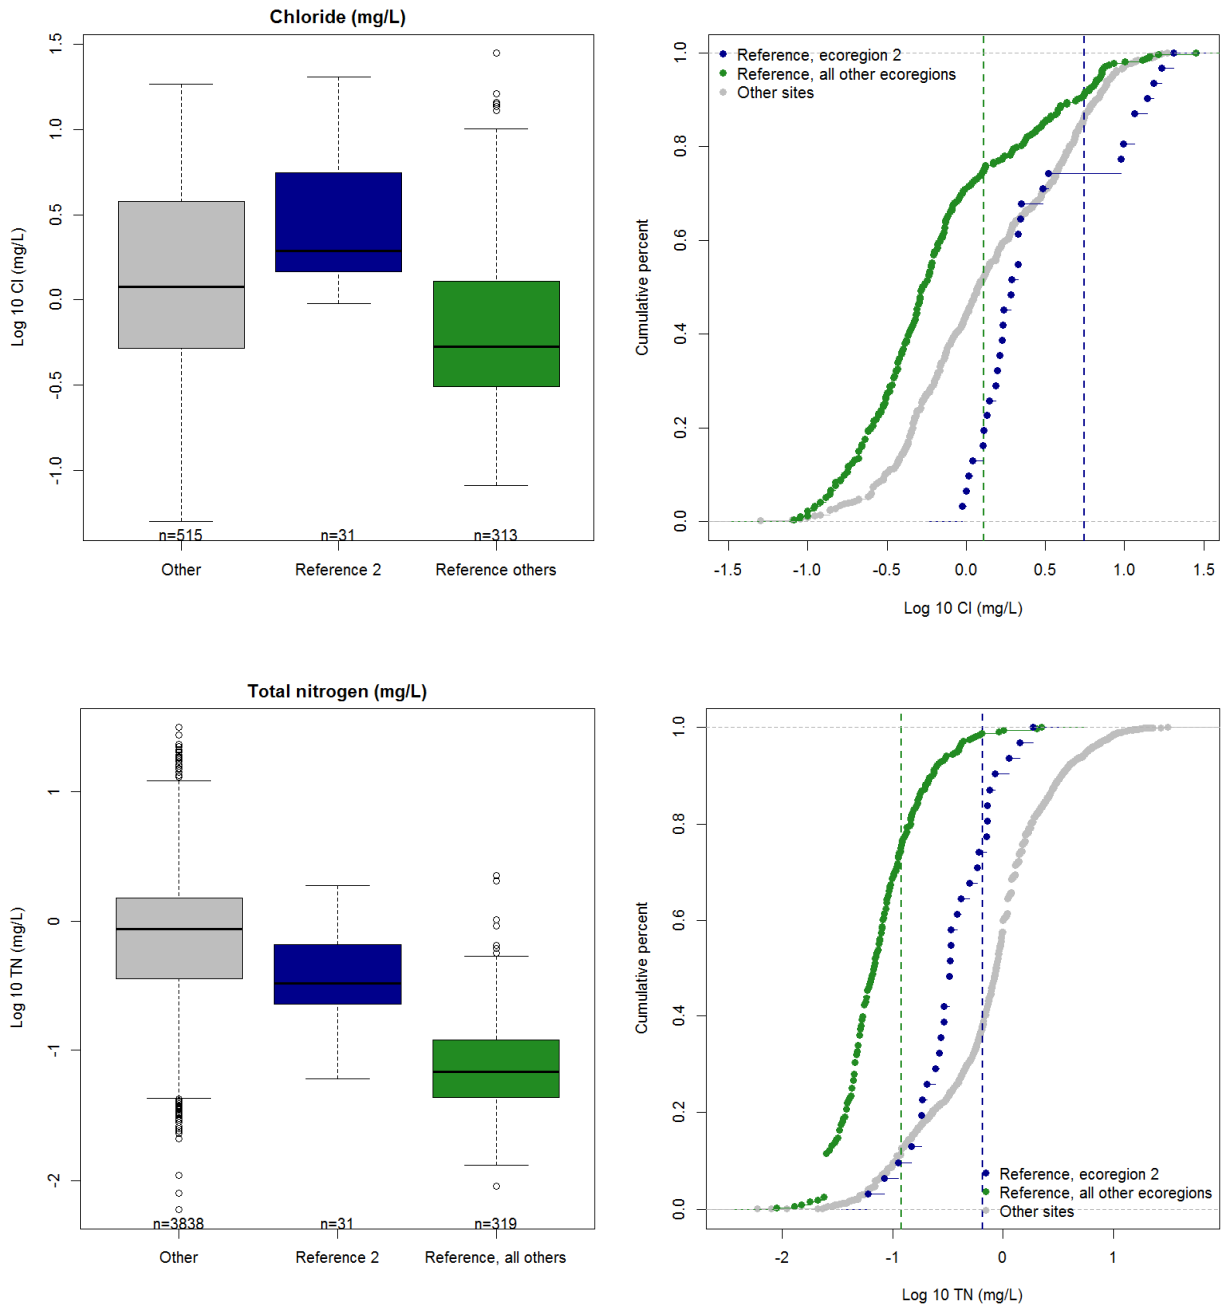 Chloride (mg/L)
Log 10 Cl (mg/L)
1.5
1.0
0.5
0.0
-0.5
-1.0
n=515
n=31
n=313
Other
Reference 2
Reference others
Reference, ecoregion 2
Reference, all other ecoregions
Other sites
Cumulative percent
1.0
0.8
0.6
0.4
0.2
0.0
-1.5
-1.0
-0.5
0.0
0.5
1.0
1.5
Log 10 Cl (mg/L)
Total nitrogen (mg/L)
Log 10 TN (mg/L)
1
0
-1
-2
n=3838
n=31
n=319
Other
Reference 2
Reference, all others
Cumulative percent
1.0
0.8
0.6
0.4
0.2
0.0
Reference, ecoregion 2
Reference, all other ecoregions
Other sites
-2
-1
0
1
Log 10 TN (mg/L)